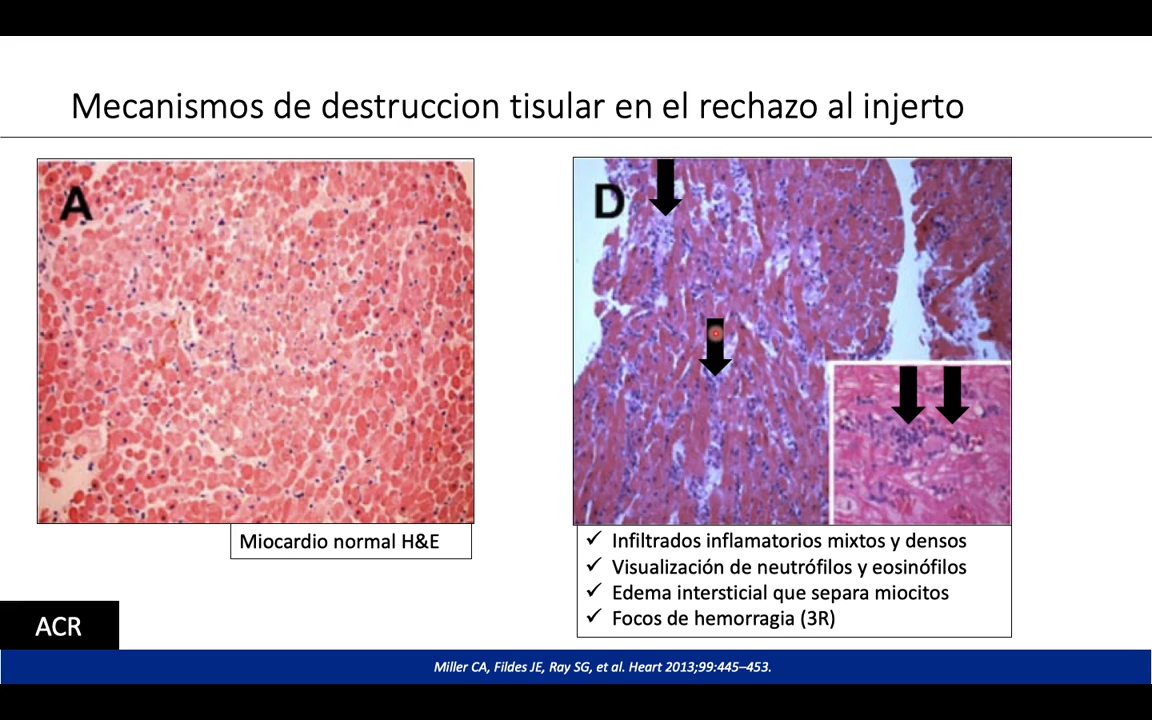 Mecanismos de destruccion tisular en el rechazo al injerto
A
D
Miocardio normal H&E
✓ Infiltrados inflamatorios mixtos y densos
✓ Visualización de neutrófilos y eosinófilos
✓ Edema intersticial que separa miocitos
✓ Focos de hemorragia (3R)
ACR
Miller CA, Fildes JE, Ray SG, et al. Heart 2013;99:445–453.